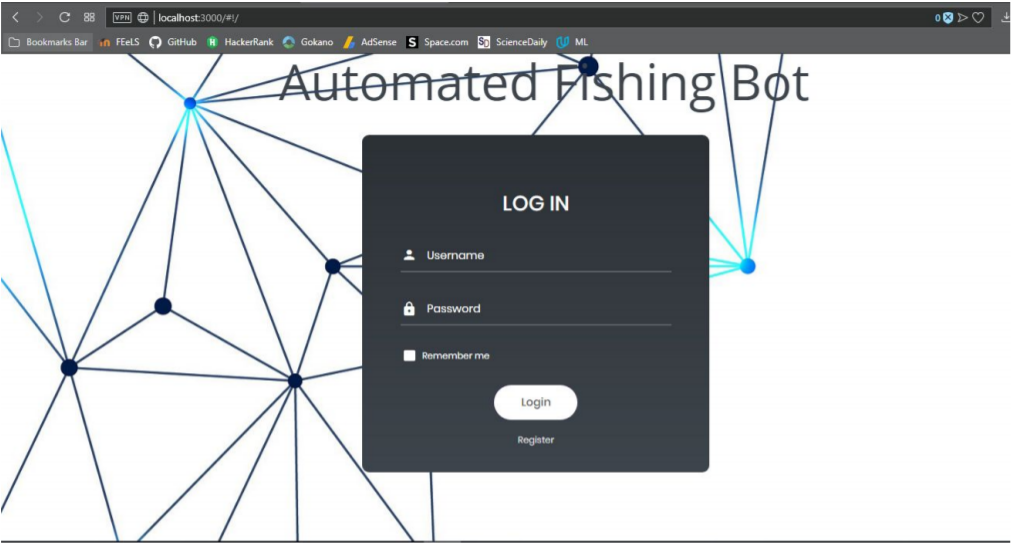 VPN localhost:3000/#!/ 0
Bookmarks Bar FEeLS GitHub HackerRank Gokano AdSense S Space.com SD ScienceDaily ML
Automated Fishing Bot
LOG IN
Username
Password
Remember me
Login
Register